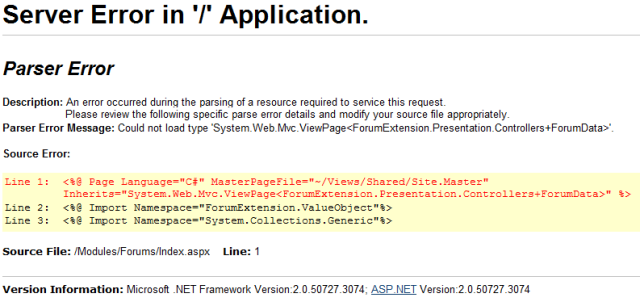 Server Error in '/' Application.
Parser Error
Description: An error occurred during the parsing of a resource required to service this request.
Please review the following specific parse error details and modify your source file appropriately.
Parser Error Message: Could not load type 'System.Web.Mvc.ViewPage<ForumExtension.Presentation.Controllers+ForumData>'.
Source Error:
Line 1: <%@ Page Language="C#" MasterPageFile="~/Views/Shared/Site.Master"
Inherits="System.Web.Mvc.ViewPage<ForumExtension.Presentation.Controllers+ForumData>" %>
Line 2: <%@ Import Namespace="ForumExtension.ValueObject"%>
Line 3: <%@ Import Namespace="System.Collections.Generic"%>
Source File: /Modules/Forums/Index.aspx Line: 1
Version Information: Microsoft .NET Framework Version:2.0.50727.3074; ASP.NET Version:2.0.50727.3074